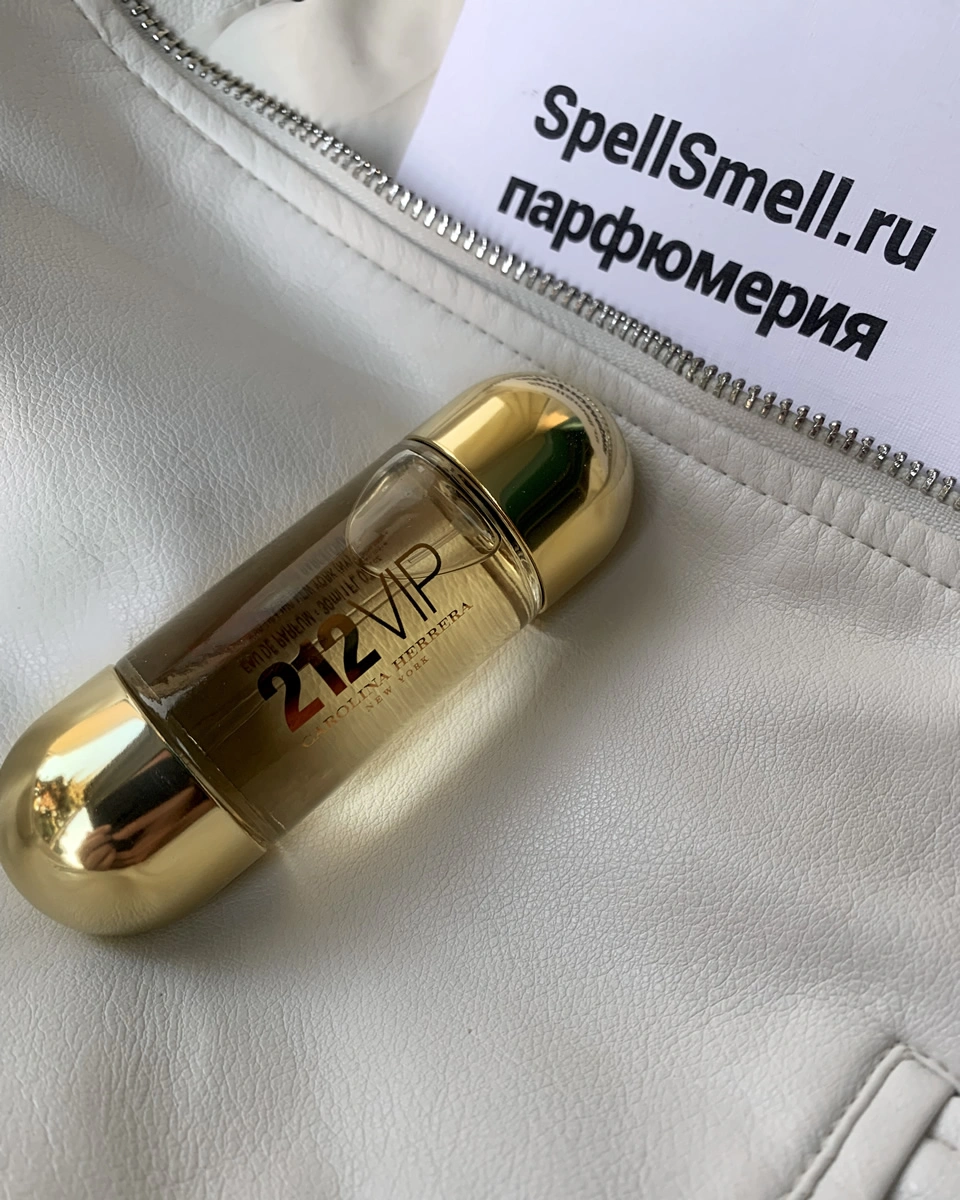 SpellSmell.ru
парфюмерия
212 VIP
CAROLINA HERRERA
NEW YORK